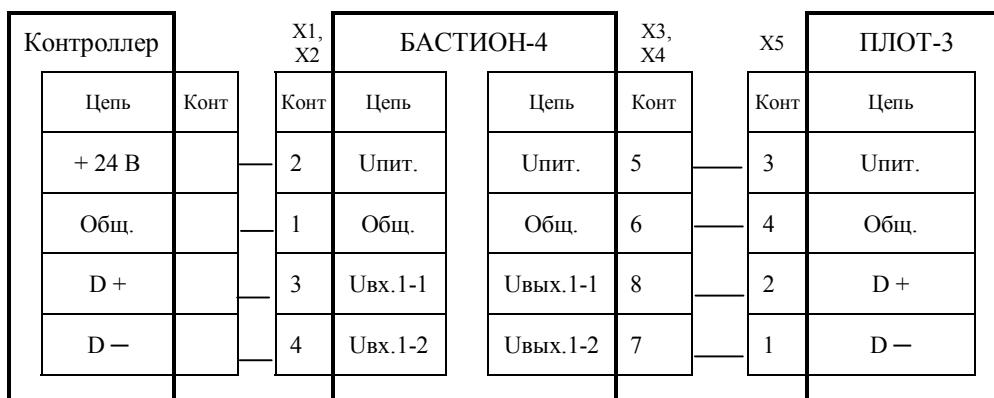 Контроллер X1, X2 БАСТИОН-4 X3, X4 X5 ПЛОТ-3
Цепь Конт Конт Цепь Цепь Конт Конт Цепь
+ 24 В 2 Uпит. Uпит. 5 3 Uпит.
Общ. 1 Общ. Общ. 6 4 Общ.
D + 3 Uвх.1-1 Uвых.1-1 8 2 D +
D — 4 Uвх.1-2 Uвых.1-2 7 1 D —